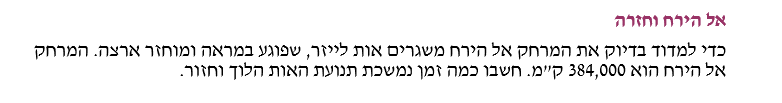 אל הירח וחזרה
כדי למדוד בדיוק את המרחק אל הירח משגרים אות לייזר, שפוגע במראה ומוחזר ארצה. המרחק
אל הירח הוא 384,000 ק"מ. חשבו כמה זמן נמשכת תנועת האות הלוך וחזור.